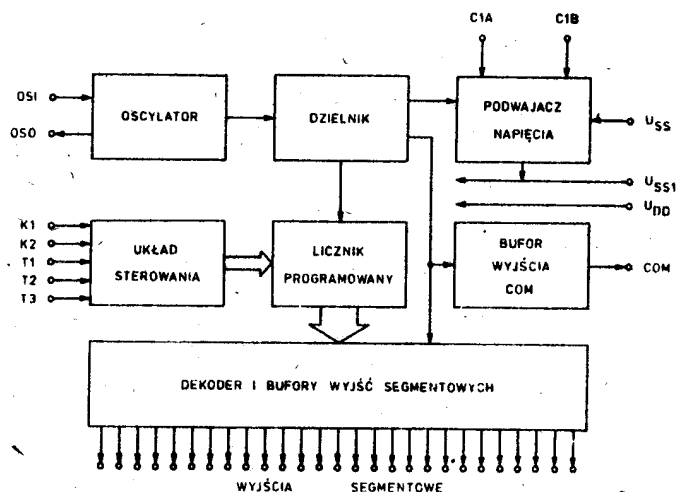 C1A C1B
OSI
OSO
OSCYLATOR
DZIELNIK
PODWAJACZ
NAPIĘCIA
USS
USS1
UDD
K1
K2
T1
T2
T3
UKŁAD
STEROWANIA
LICZNIK
PROGRAMOWANY
BUFOR
WYJŚCIA
COM
COM
DEKODER I BUFORY WYJŚĆ SEGMENTOWYCH
WYJŚCIA SEGMENTOWE